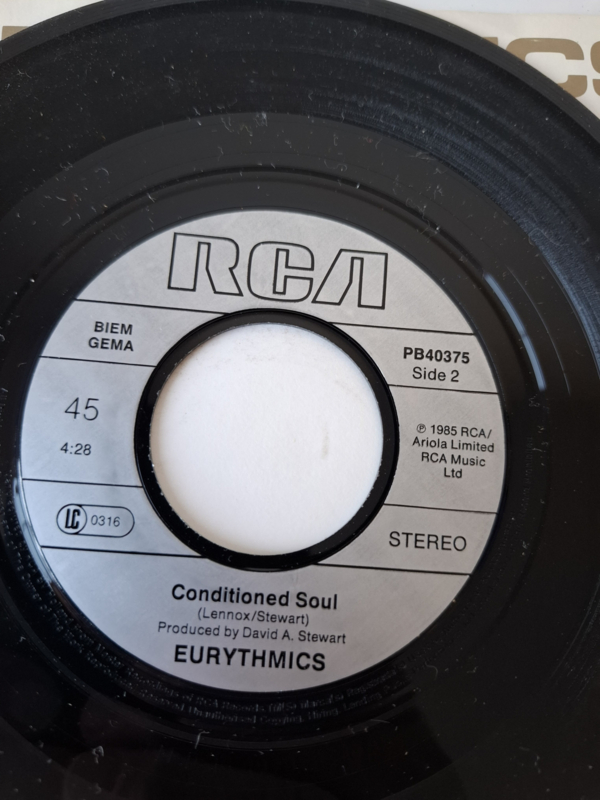 CS
RCA
BIEM
GEMA
PB40375
Side 2
45
4:28
℗ 1985 RCA/
Ariola Limited
RCA Music
Ltd
LC 0316
STEREO
Conditioned Soul
(Lennox/Stewart)
Produced by David A. Stewart
EURYTHMICS